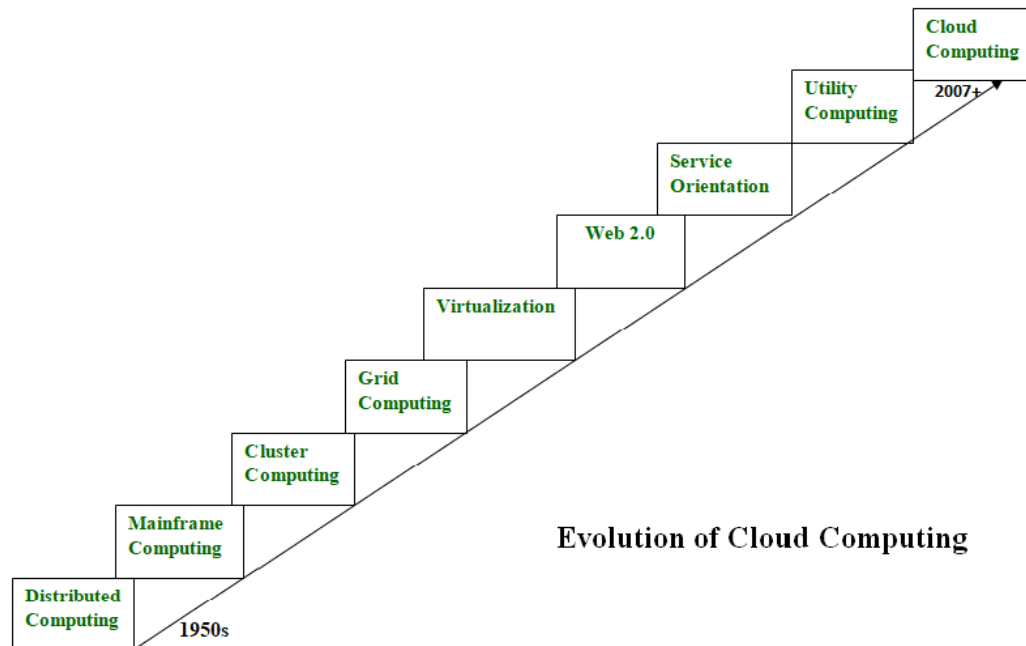 Cloud
Computing
2007+
Utility
Computing
Service
Orientation
Web 2.0
Virtualization
Grid
Computing
Cluster
Computing
Mainframe
Computing
Evolution of Cloud Computing
Distributed
Computing
1950s